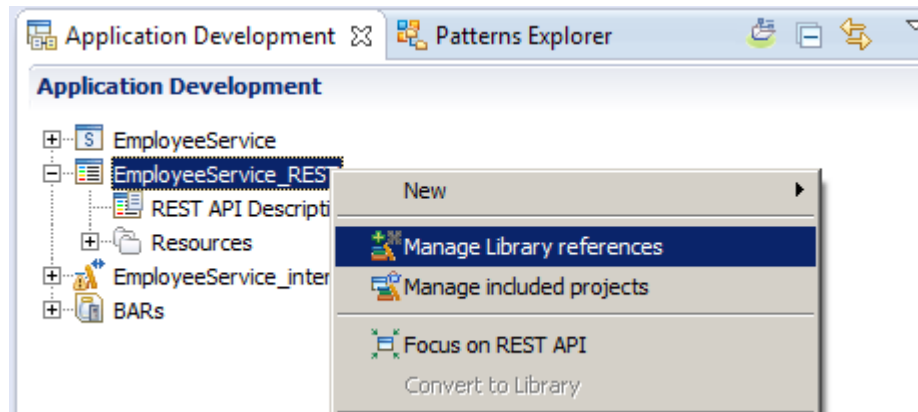 Application Development
Patterns Explorer
Application Development
S EmployeeService
EmployeeService_REST
REST API Descripti
Resources
EmployeeService_inter
BARs
New
Manage Library references
Manage included projects
Focus on REST API
Convert to Library